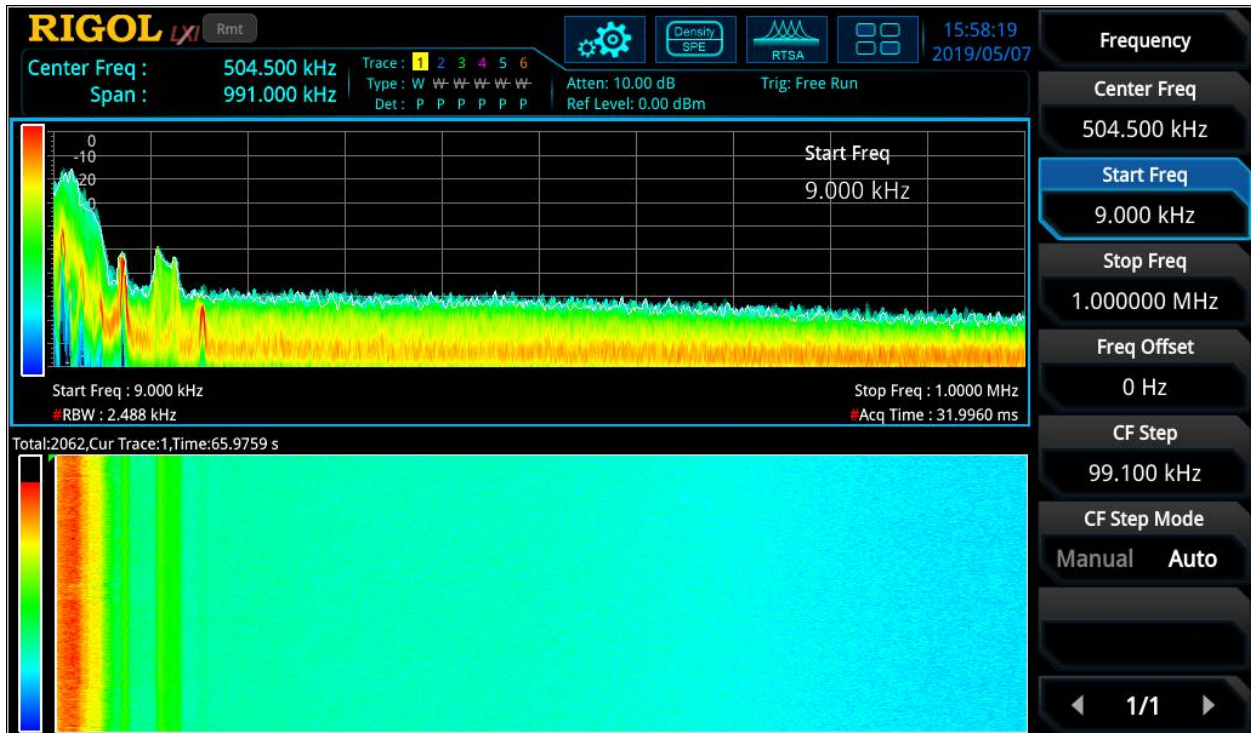 RIGOL LXI Rmt
Density
SPE
RTSA
15:58:19
2019/05/07
Center Freq : 504.500 kHz
Span : 991.000 kHz
Trace : 1 2 3 4 5 6
Type : W W W W W W
Det : P P P P P P
Atten: 10.00 dB
Ref Level: 0.00 dBm
Trig: Free Run
0
-10
Start Freq
9.000 kHz
Start Freq : 9.000 kHz
Stop Freq : 1.0000 MHz
#RBW : 2.488 kHz
#Acq Time : 31.9960 ms
Total:2062,Cur Trace:1,Time:65.9759 s
Frequency
Center Freq
504.500 kHz
Start Freq
9.000 kHz
Stop Freq
1.000000 MHz
Freq Offset
0 Hz
CF Step
99.100 kHz
CF Step Mode
Manual Auto
1/1